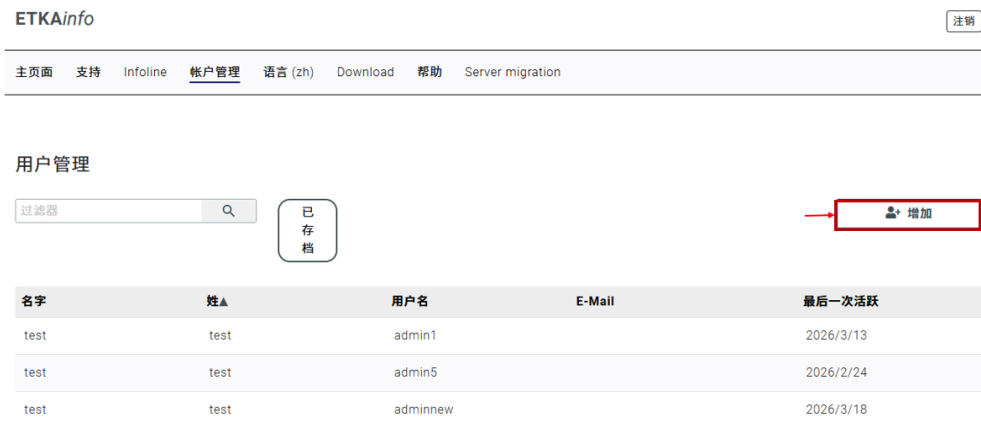 ETKAinfo
注销
主页面 支持 Infoline 帐户管理 语言 (zh) Download 帮助 Server migration
用户管理
过滤器
已
存
档
增加
名字 姓▲ 用户名 E-Mail 最后一次活跃
test test admin1 2026/3/13
test test admin5 2026/2/24
test test adminnew 2026/3/18